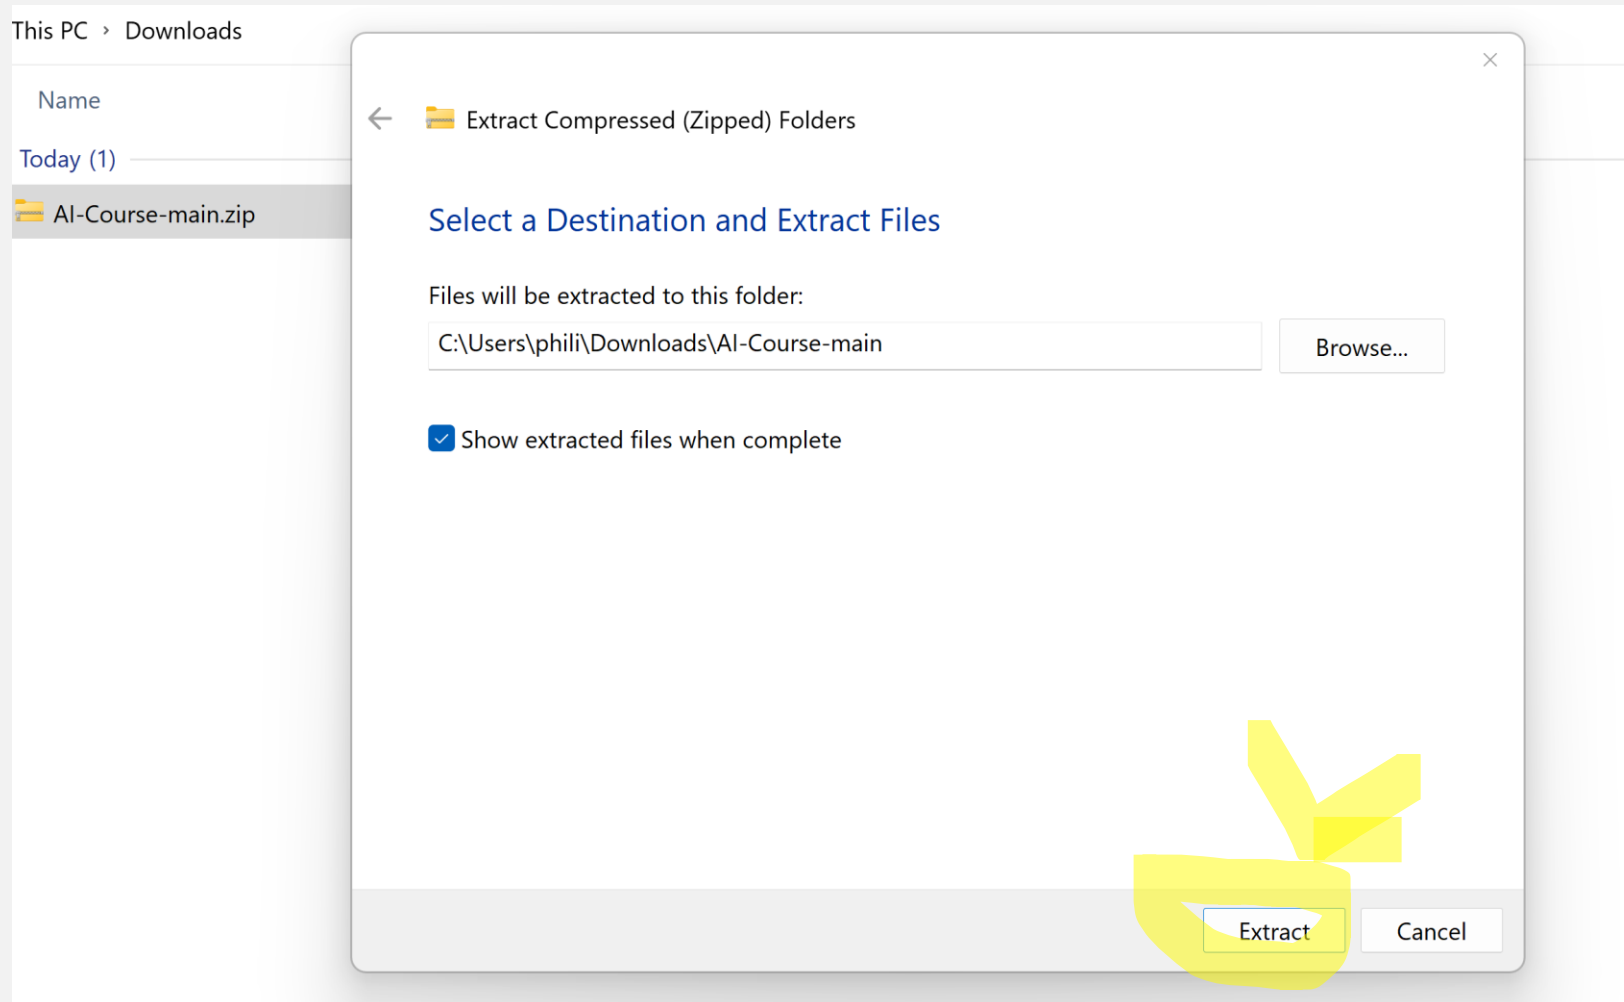 This PC › Downloads
Name
Today (1)
AI-Course-main.zip
Extract Compressed (Zipped) Folders
Select a Destination and Extract Files
Files will be extracted to this folder:
C:\Users\phili\Downloads\AI-Course-main
Browse...
Show extracted files when complete
Extract
Cancel